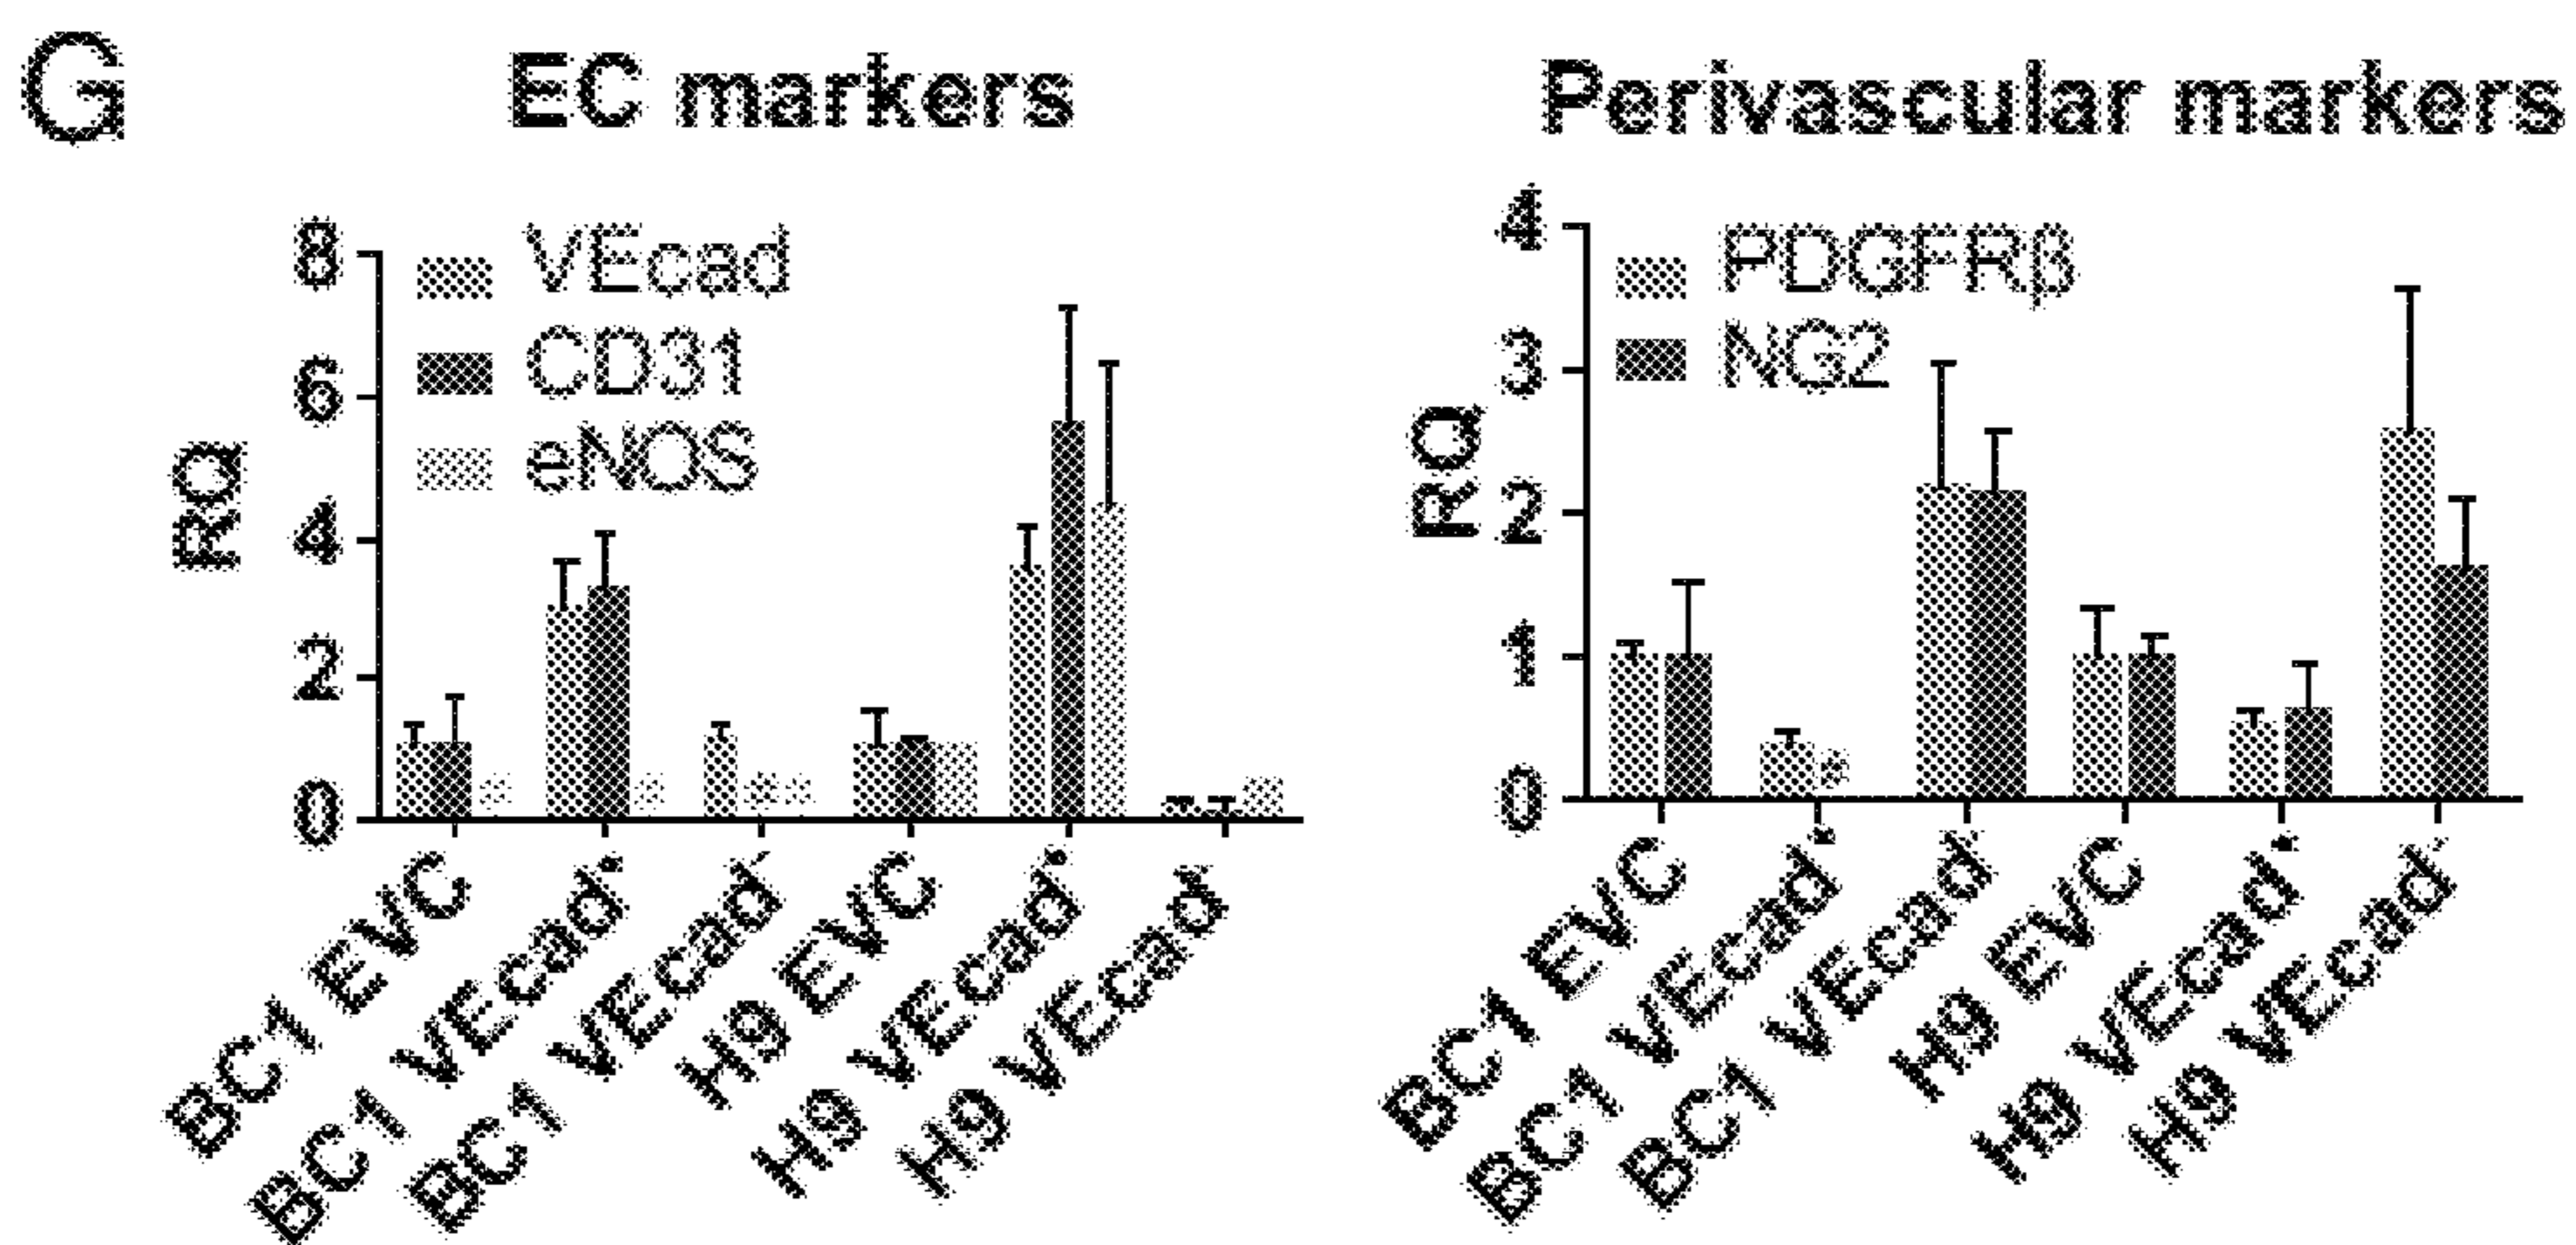 G
EC markers
8
6
4
2
0
RQ
VEcad
CD31
eNOS
BC1 EVC
BC1 VEcad+
BC1 VEcad-
H9 EVC
H9 VEcad+
H9 VEcad-
Perivascular markers
4
3
2
1
0
RQ
PDGFRβ
NG2
BC1 EVC
BC1 VEcad+
BC1 VEcad-
H9 EVC
H9 VEcad+
H9 VEcad-